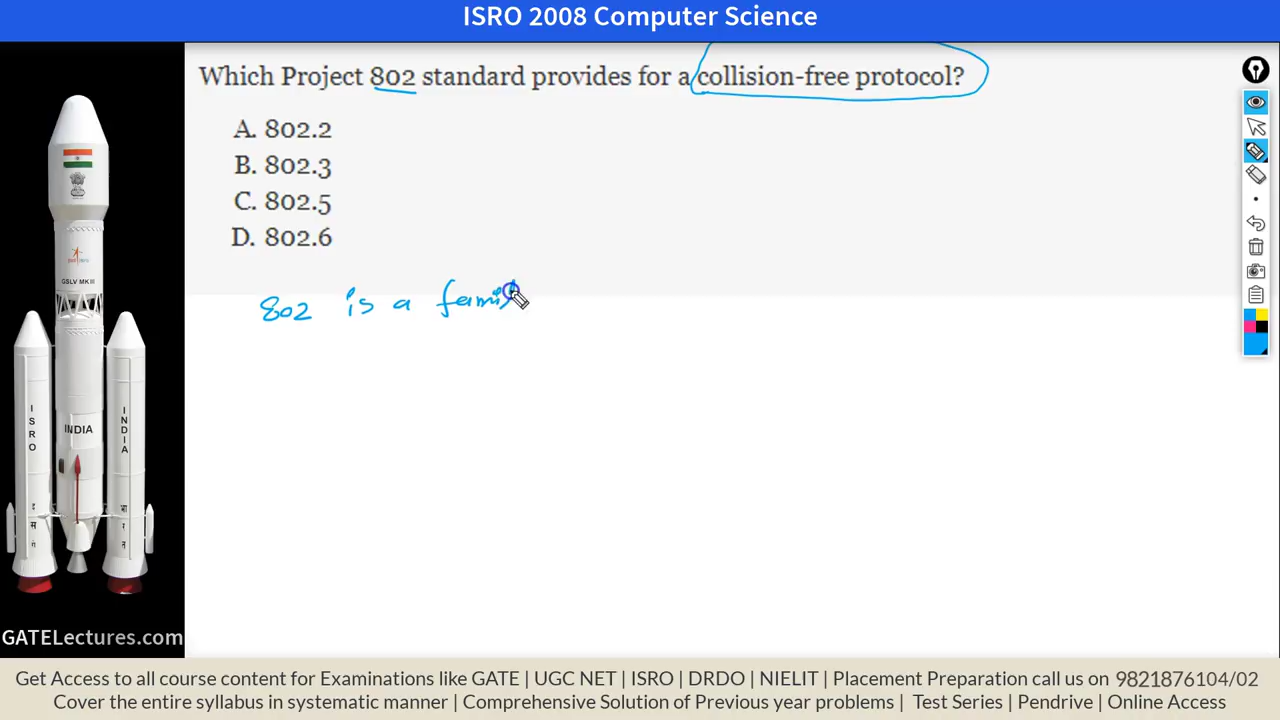 ISRO 2008 Computer Science
Which Project 802 standard provides for a collision-free protocol?
A. 802.2
B. 802.3
C. 802.5
D. 802.6
802 is a fami
GSLV MK III
INDIA
ISRO
INDIA
GATELectures.com
Get Access to all course content for Examinations like GATE | UGC NET | ISRO | DRDO | NIELIT | Placement Preparation call us on 9821876104/02
Cover the entire syllabus in systematic manner | Comprehensive Solution of Previous year problems | Test Series | Pendrive | Online Access